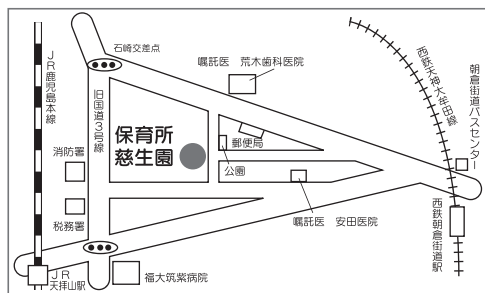 石崎交差点
嘱託医 荒木歯科医院
西鉄天神大牟田線
朝倉街道バスセンター
JR鹿児島本線
旧国道3号線
保育所
慈生園
郵便局
公園
消防署
嘱託医 安田医院
税務署
西鉄朝倉街道駅
JR
天拝山駅
福大筑紫病院